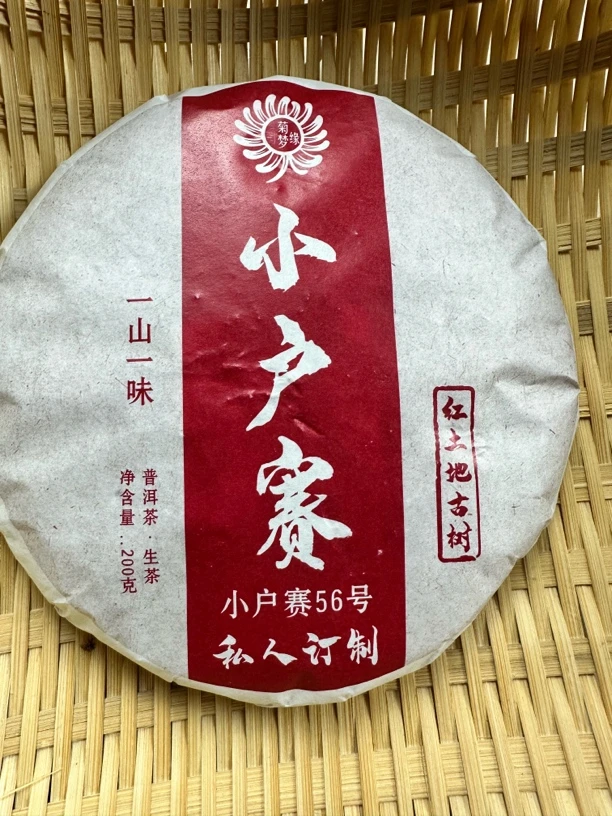 菊梦缘
小户赛
小户赛56号
私人订制
一山一味
普洱茶·生茶
净含量:200克
红土地古树